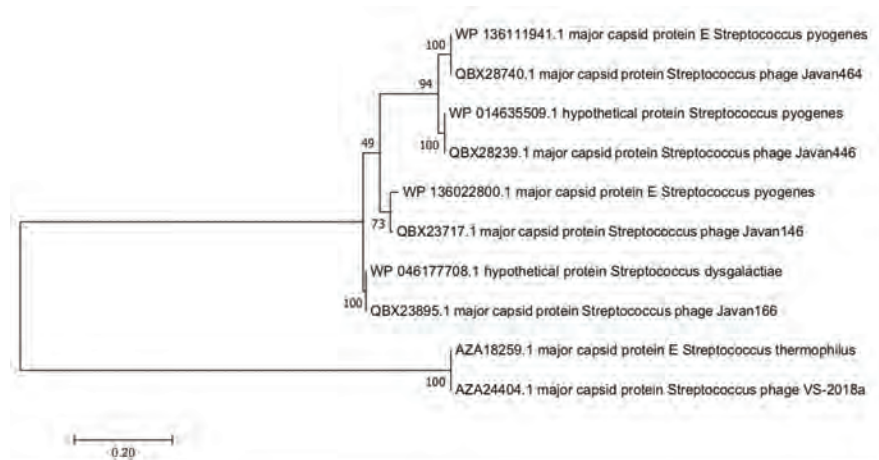 WP 136111941.1 major capsid protein E Streptococcus pyogenes
100
QBX28740.1 major capsid protein Streptococcus phage Javan464
94
WP 014635509.1 hypothetical protein Streptococcus pyogenes
100
QBX28239.1 major capsid protein Streptococcus phage Javan446
49
WP 136022800.1 major capsid protein E Streptococcus pyogenes
73
QBX23717.1 major capsid protein Streptococcus phage Javan146
WP 046177708.1 hypothetical protein Streptococcus dysgalactiae
100
QBX23895.1 major capsid protein Streptococcus phage Javan166
AZA18259.1 major capsid protein E Streptococcus thermophilus
100
AZA24404.1 major capsid protein Streptococcus phage VS-2018a
0.20